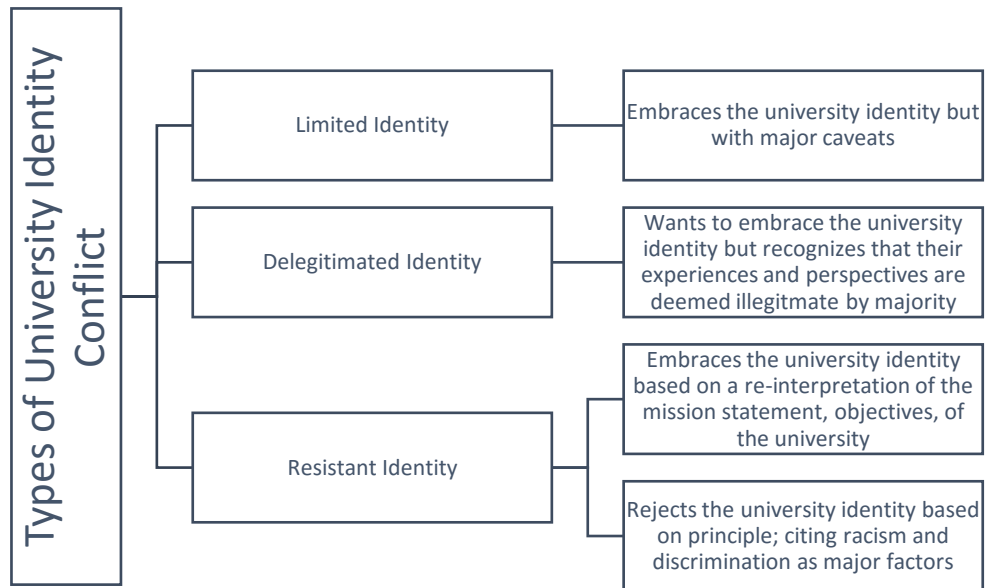 Types of University Identity
Conflict
Limited Identity
Embraces the university identity but
with major caveats
Delegitimated Identity
Wants to embrace the university
identity but recognizes that their
experiences and perspectives are
deemed illegitmate by majority
Resistant Identity
Embraces the university identity
based on a re-interpretation of the
mission statement, objectives, of
the university
Rejects the university identity based
on principle; citing racism and
discrimination as major factors